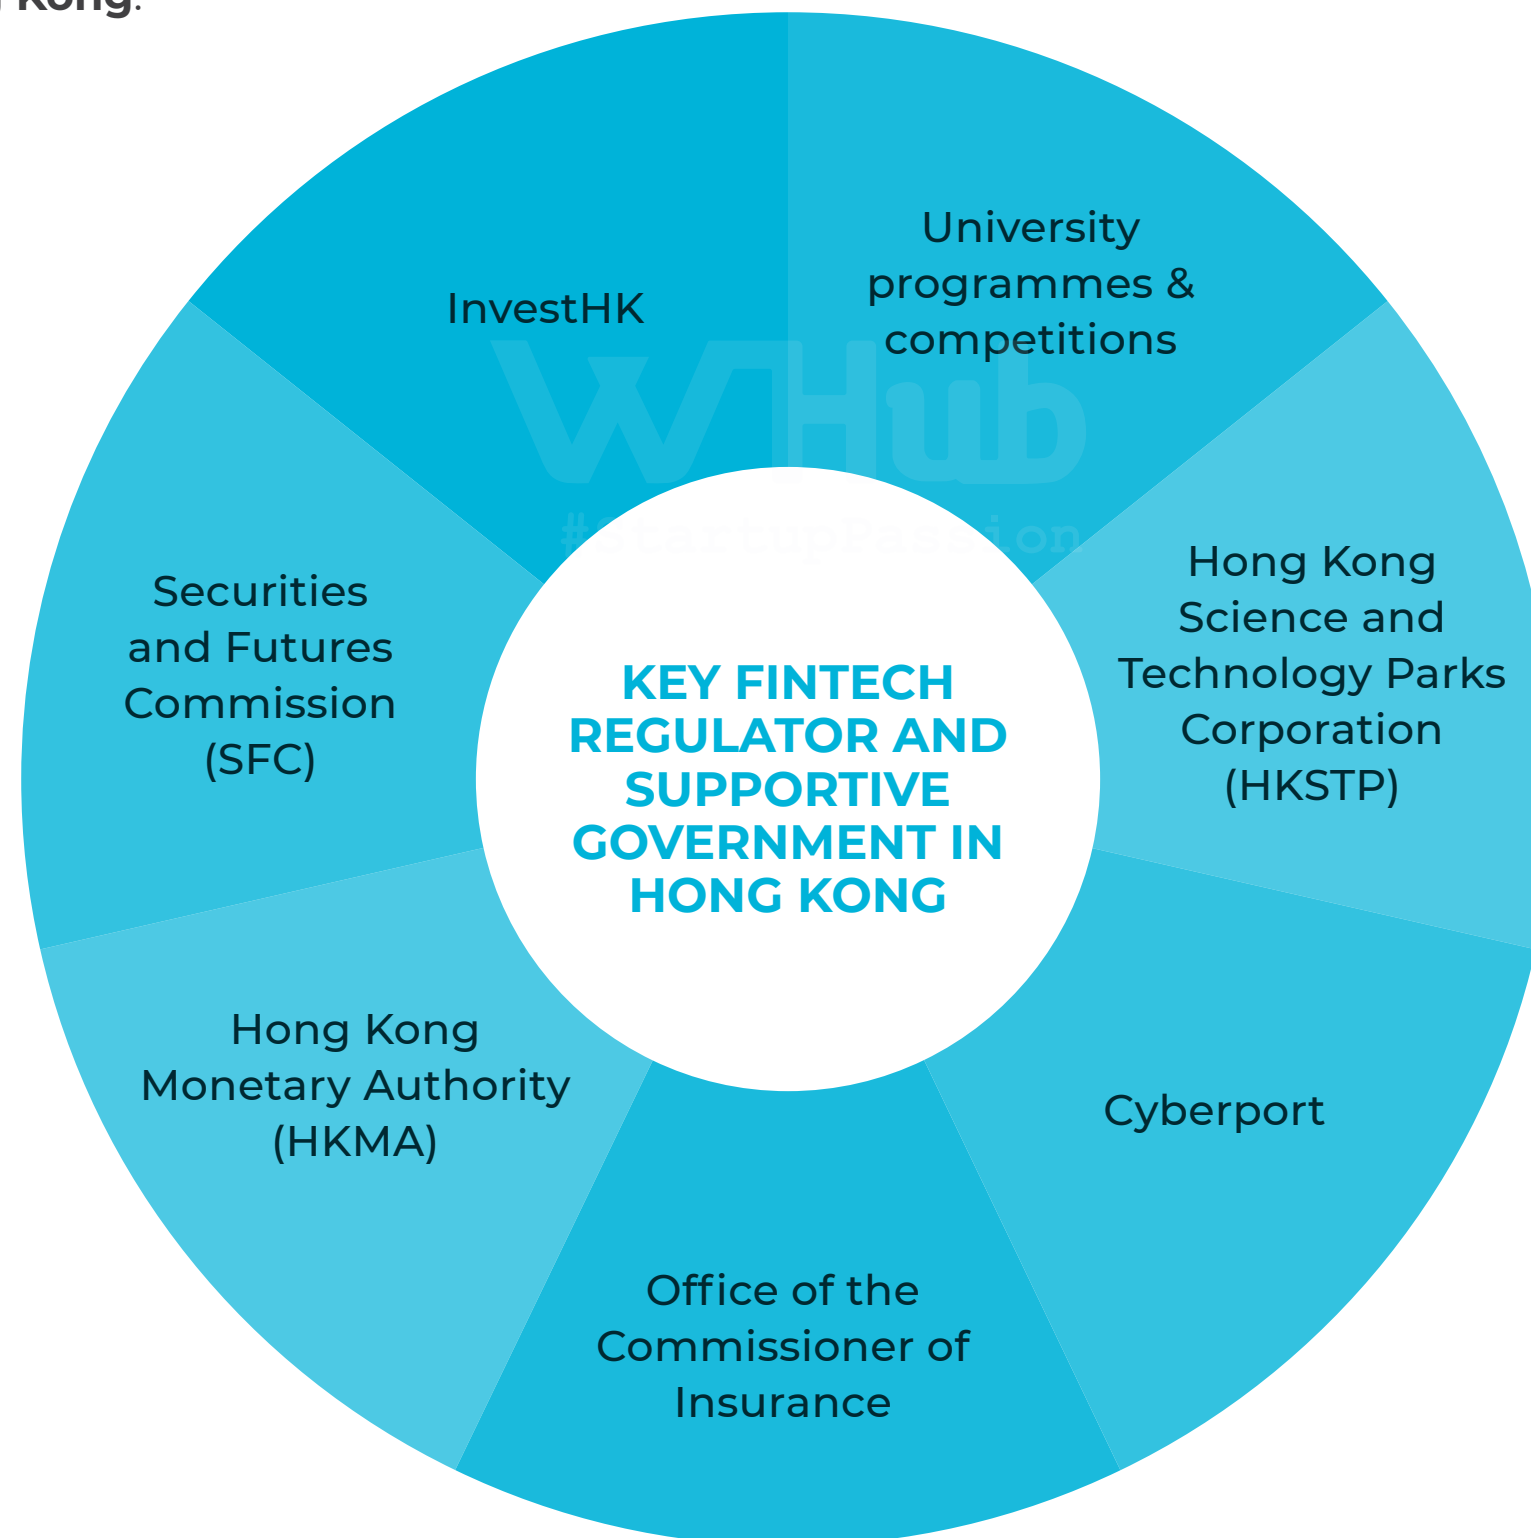 Kong.
InvestHK
University
programmes &
competitions
WHub
#StartupPassion
Securities
and Futures
Commission
(SFC)
KEY FINTECH
REGULATOR AND
SUPPORTIVE
GOVERNMENT IN
HONG KONG
Hong Kong
Science and
Technology Parks
Corporation
(HKSTP)
Hong Kong
Monetary Authority
(HKMA)
Cyberport
Office of the
Commissioner of
Insurance